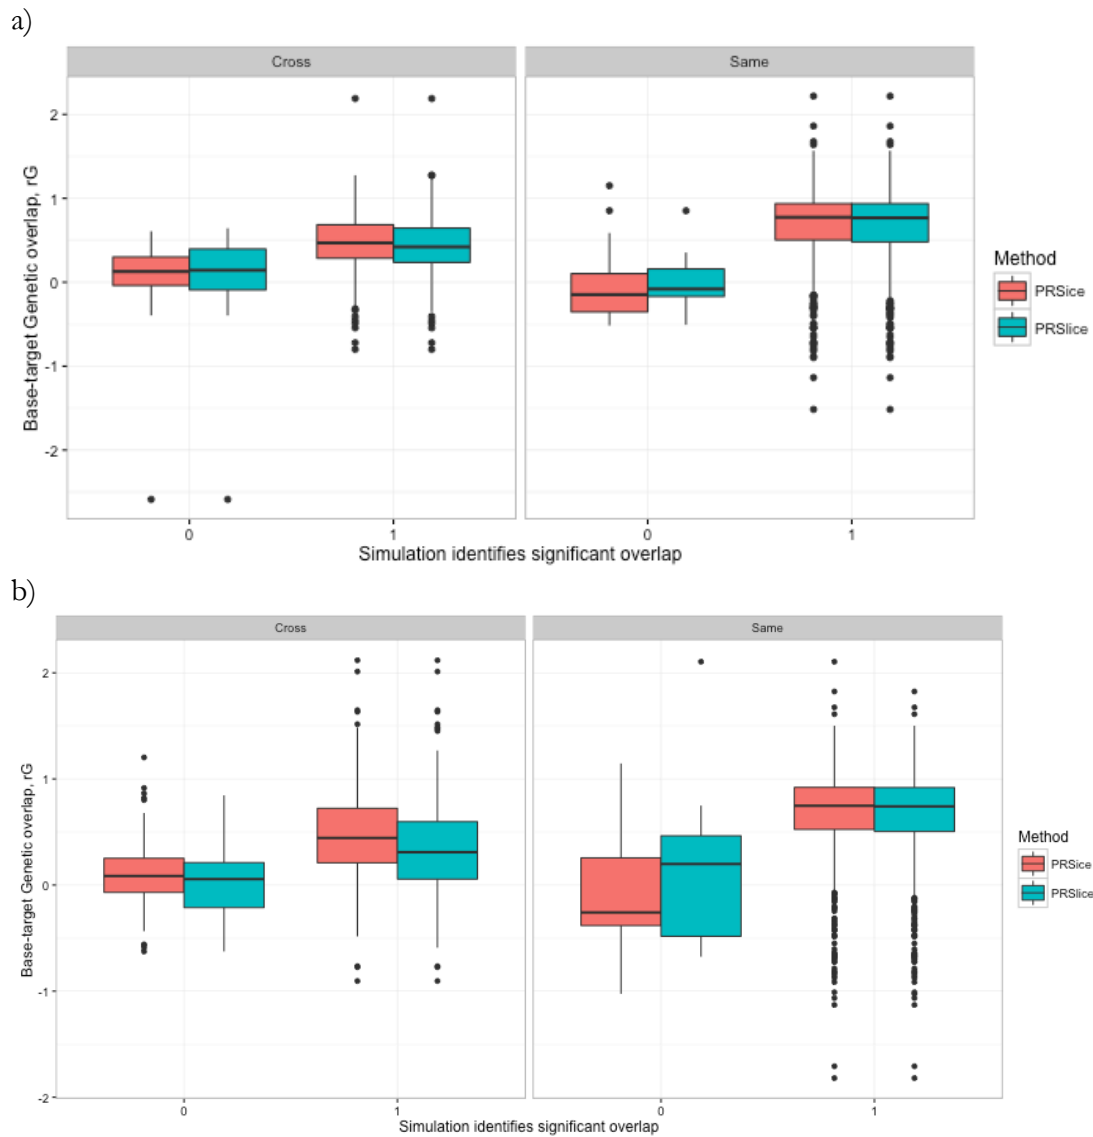 a)
Cross Same
2
1
0
-1
-2
Base-target Genetic overlap, rG
0 1 0 1
Simulation identifies significant overlap
Method
PRSice
PRSlice
b)
Cross Same
2
1
0
-1
-2
Base-target Genetic overlap, rG
0 1 0 1
Simulation identifies significant overlap
Method
PRSice
PRSlice